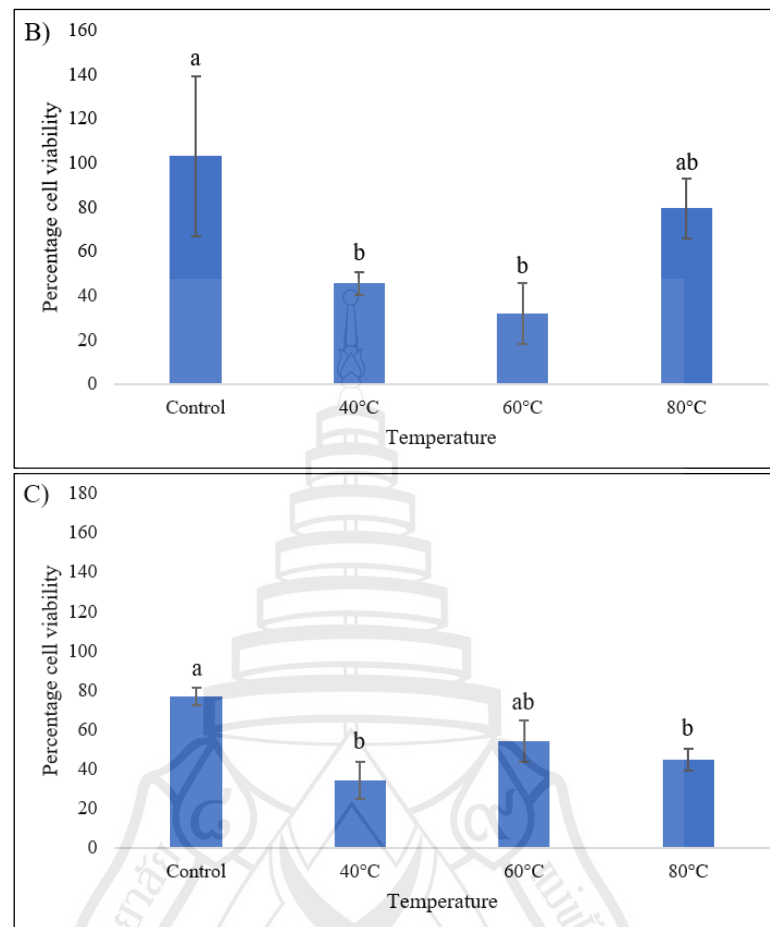 B)
160
140
120
100
80
60
40
20
0
Percentage cell viability
a
b
b
ab
Control 40°C 60°C 80°C
Temperature
C)
180
160
140
120
100
80
60
40
20
0
Percentage cell viability
a
b
ab
b
Control 40°C 60°C 80°C
Temperature